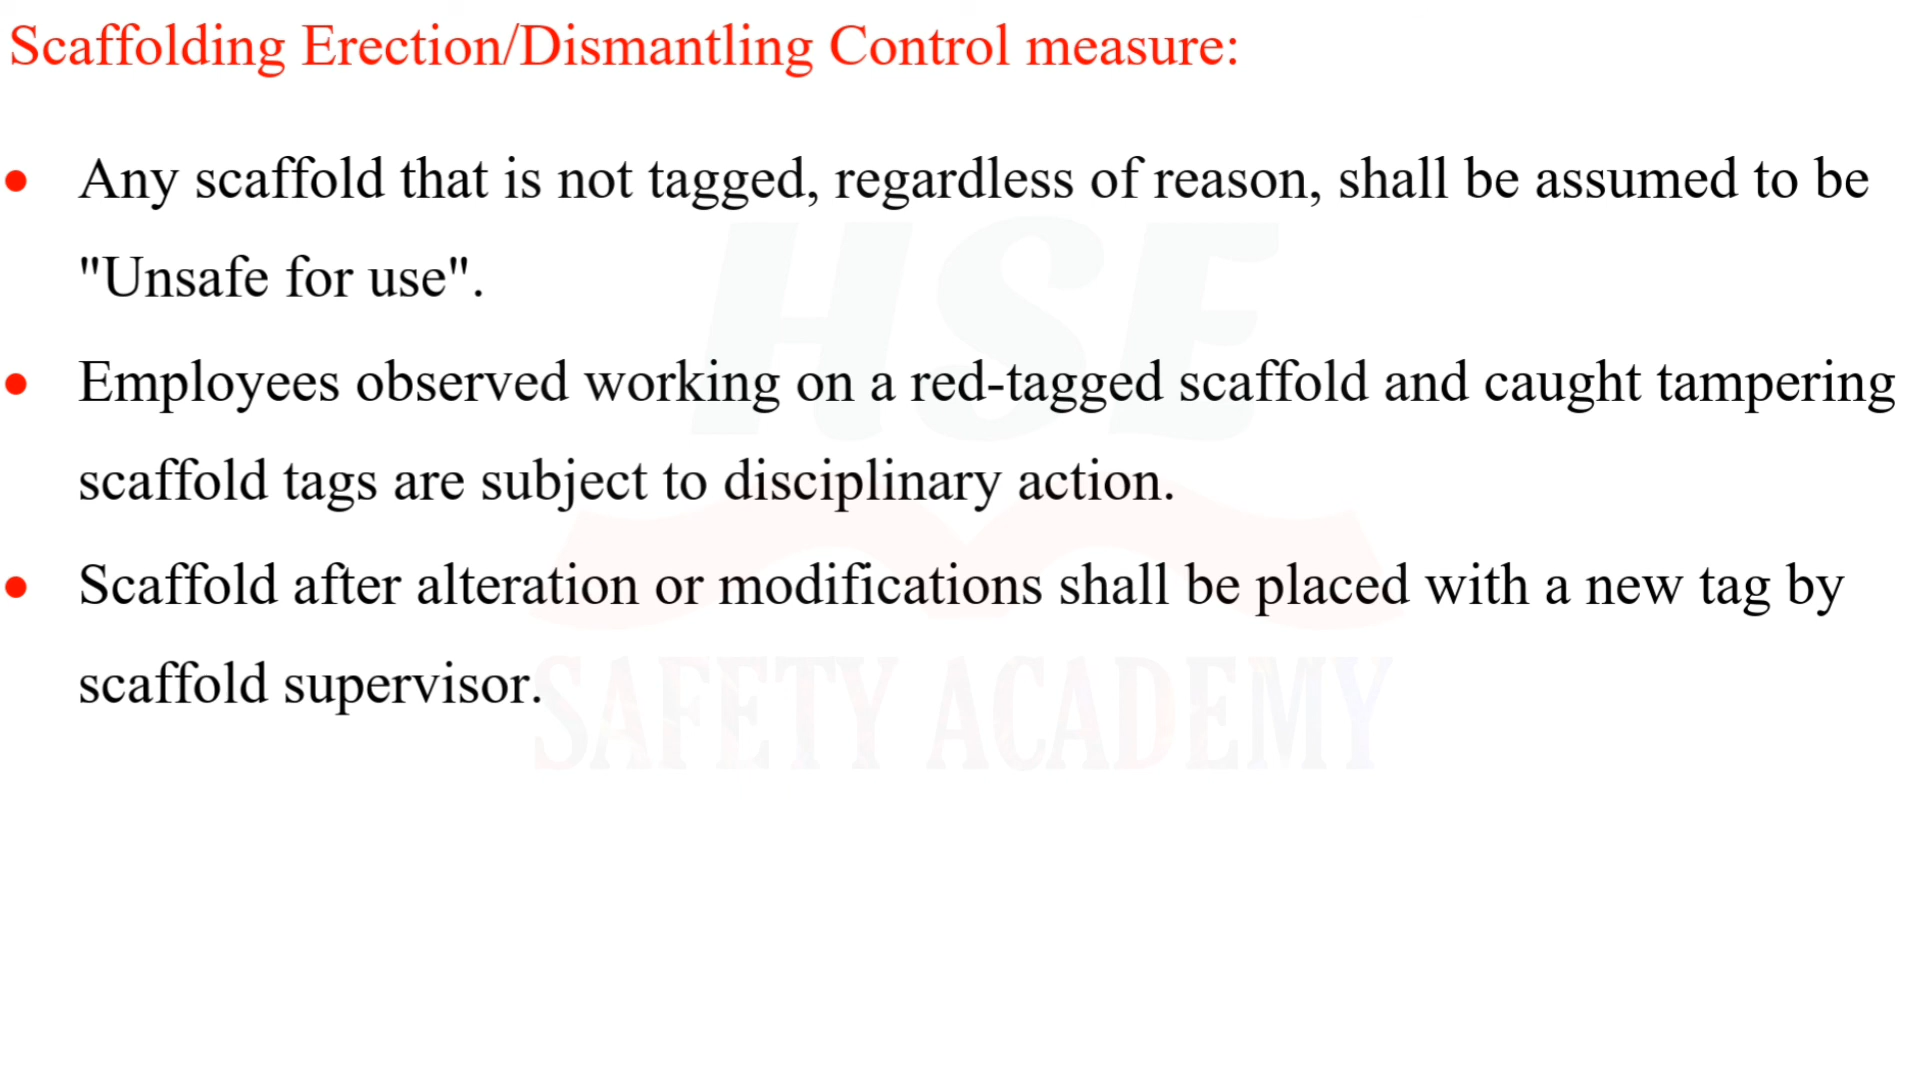 Scaffolding Erection/Dismantling Control measure:
• Any scaffold that is not tagged, regardless of reason, shall be assumed to be
"Unsafe for use".
• Employees observed working on a red-tagged scaffold and caught tampering
scaffold tags are subject to disciplinary action.
• Scaffold after alteration or modifications shall be placed with a new tag by
scaffold supervisor.
HSE
SAFETY ACADEMY